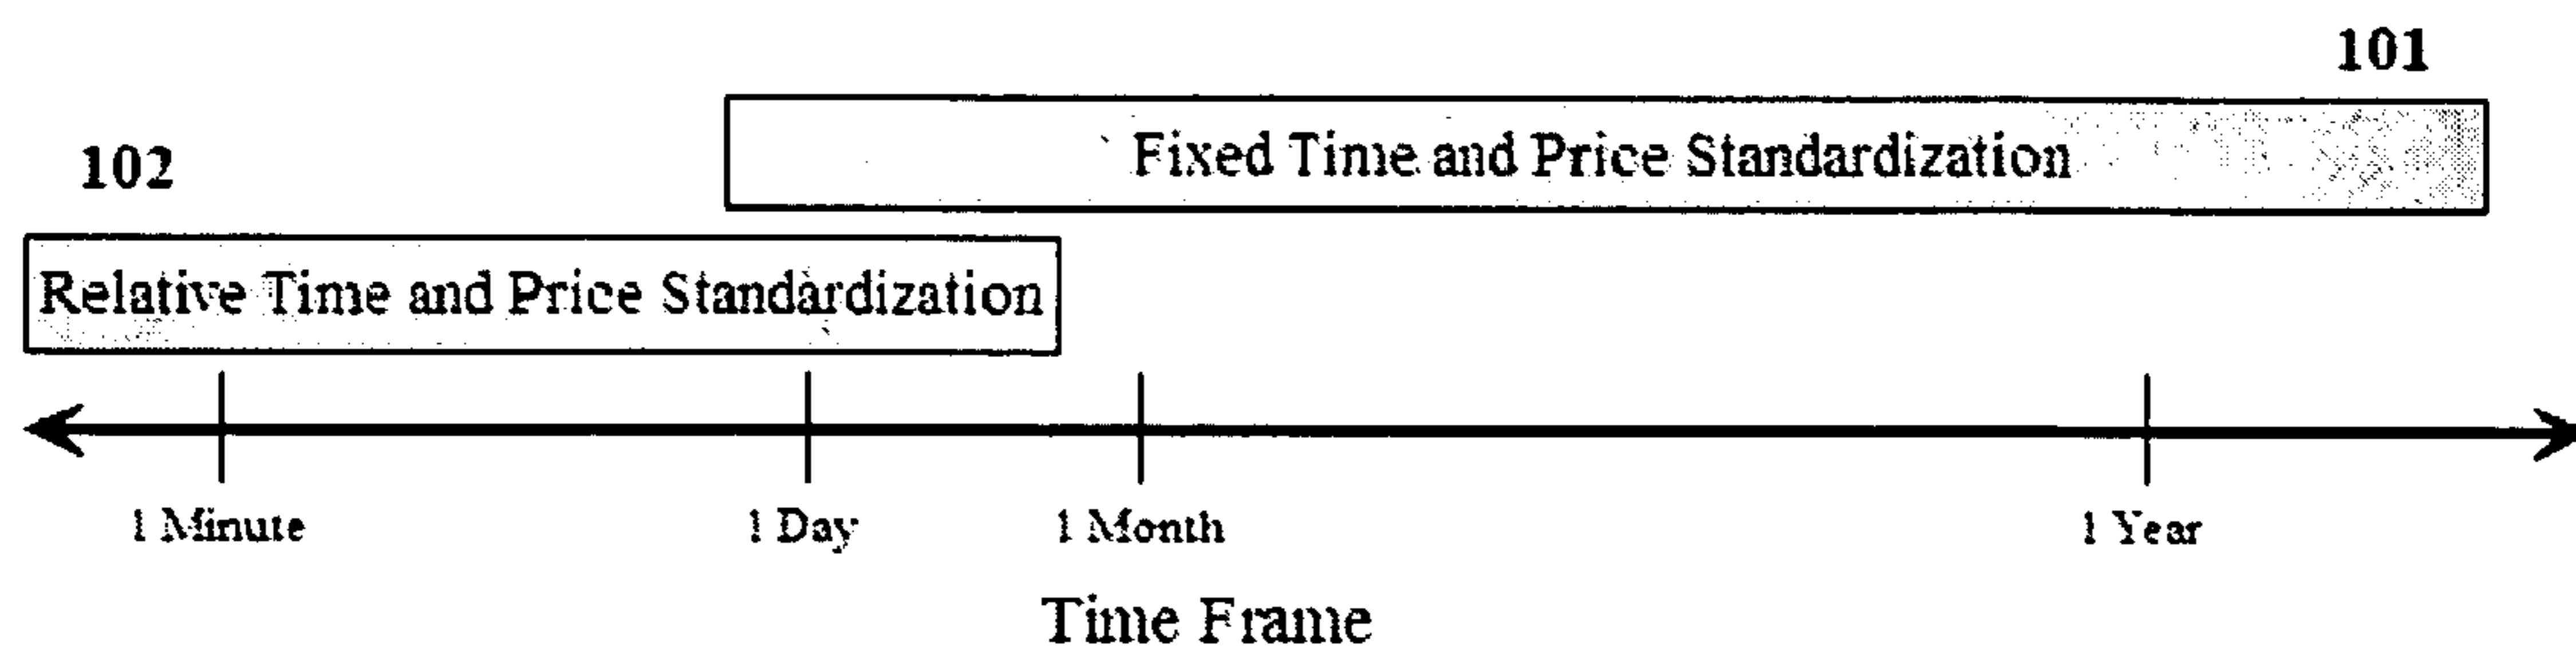 101
Fixed Time and Price Standardization
102
Relative Time and Price Standardization
1 Minute
1 Day
1 Month
1 Year
Time Frame